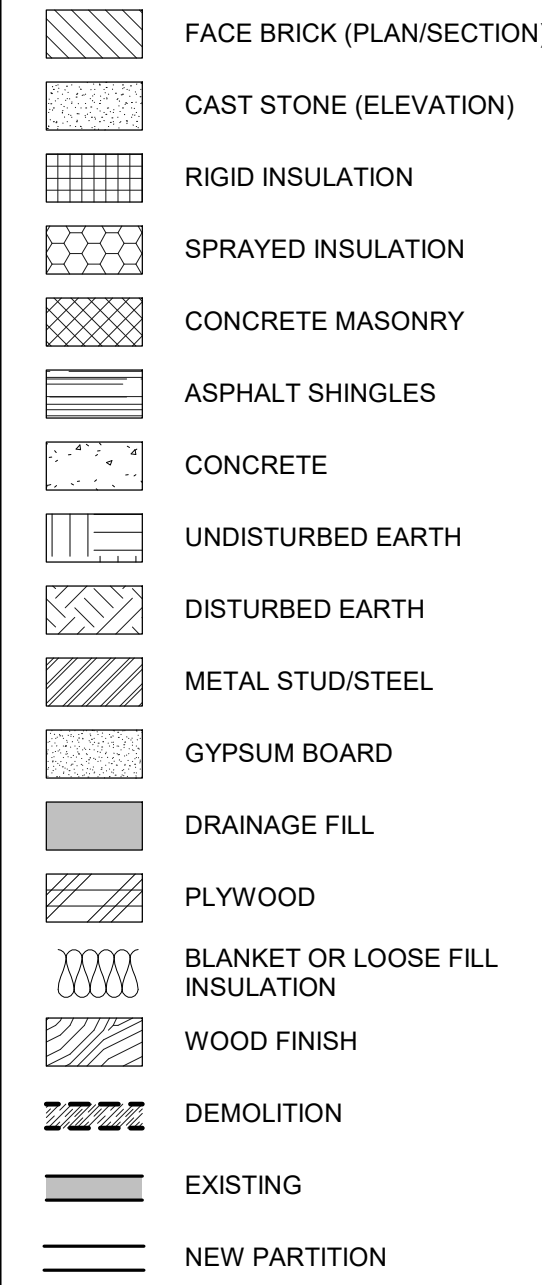 FACE BRICK (PLAN/SECTION)
CAST STONE (ELEVATION)
RIGID INSULATION
SPRAYED INSULATION
CONCRETE MASONRY
ASPHALT SHINGLES
CONCRETE
UNDISTURBED EARTH
DISTURBED EARTH
METAL STUD/STEEL
GYPSUM BOARD
DRAINAGE FILL
PLYWOOD
BLANKET OR LOOSE FILL
INSULATION
WOOD FINISH
DEMOLITION
EXISTING
NEW PARTITION